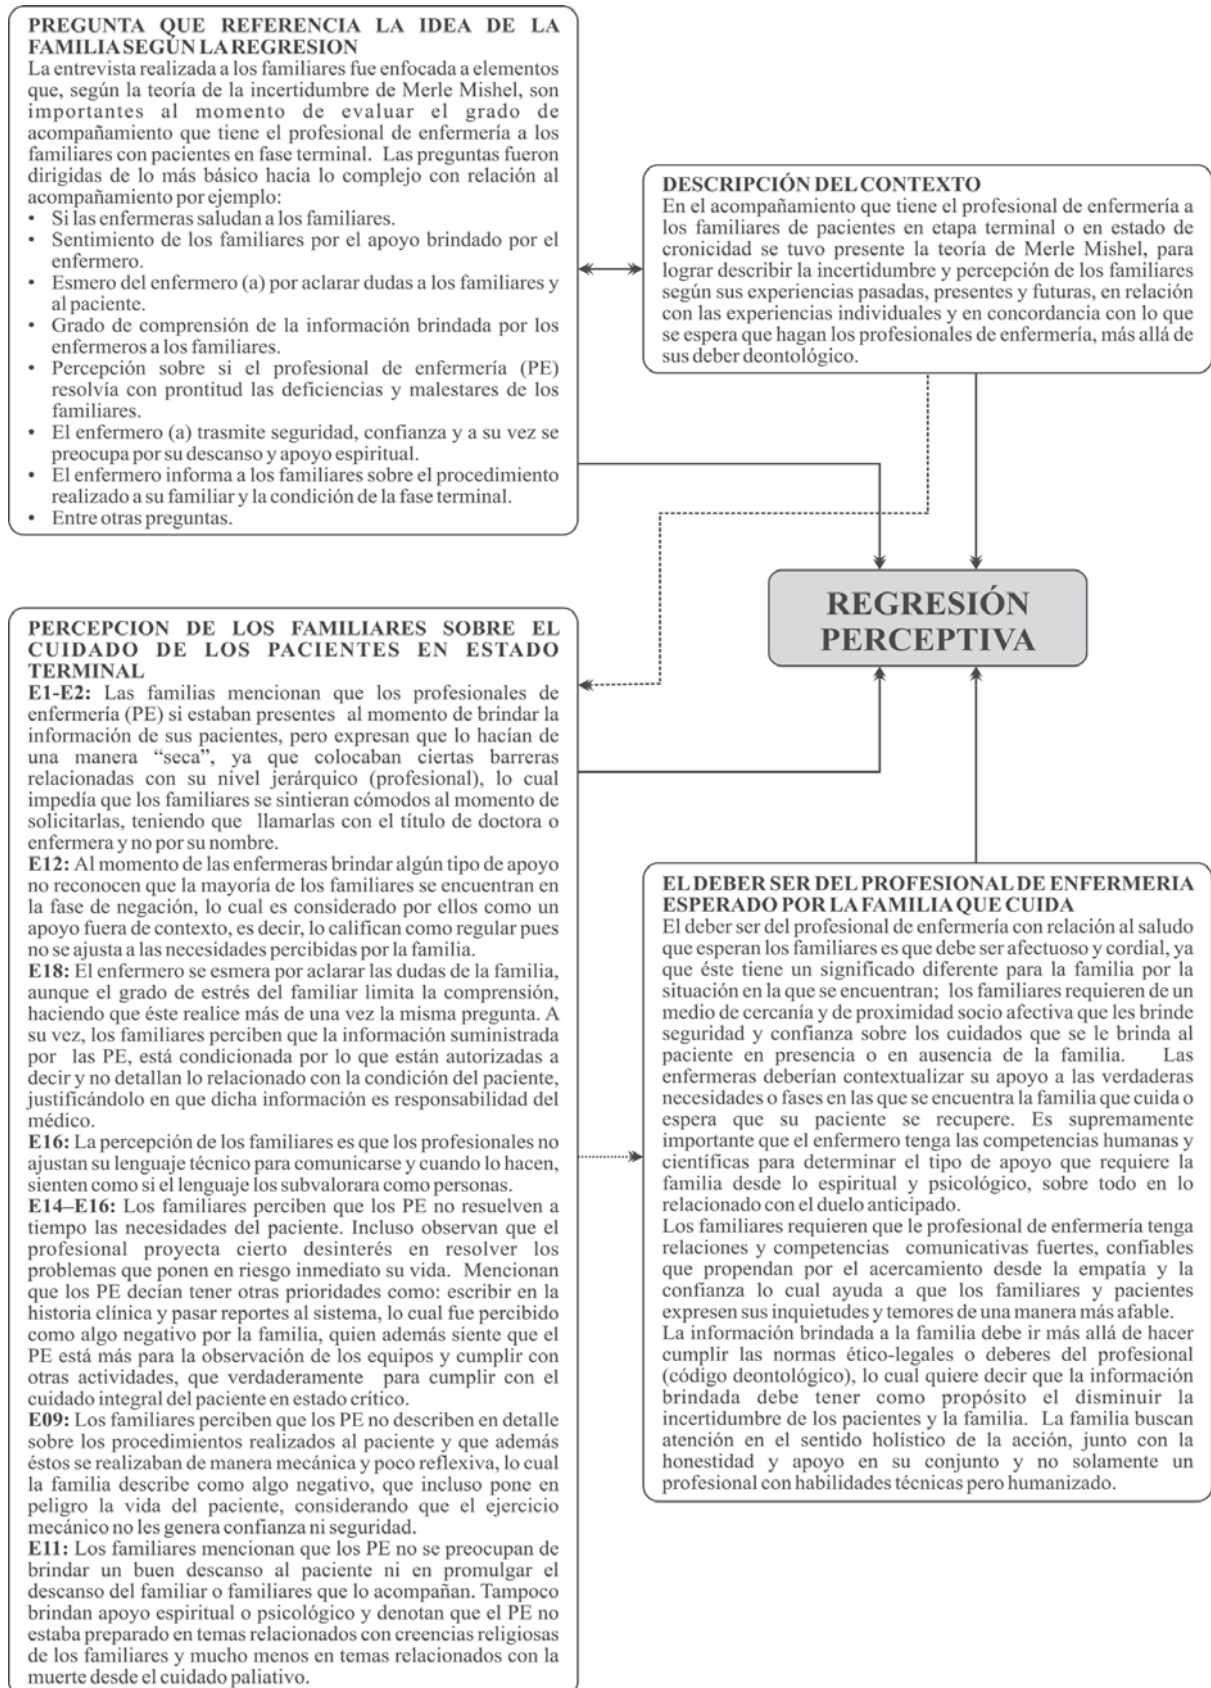 PREGUNTA QUE REFERENCIA LA IDEA DE LA
FAMILIA SEGÚN LA REGRESION
La entrevista realizada a los familiares fue enfocada a elementos
que, según la teoría de la incertidumbre de Merle Mishel, son
importantes al momento de evaluar el grado de
acompañamiento que tiene el profesional de enfermería a los
familiares con pacientes en fase terminal. Las preguntas fueron
dirigidas de lo más básico hacia lo complejo con relación al
acompañamiento por ejemplo:
• Si las enfermeras saludan a los familiares.
• Sentimiento de los familiares por el apoyo brindado por el
enfermero.
• Esmero del enfermero (a) por aclarar dudas a los familiares y
al paciente.
• Grado de comprensión de la información brindada por los
enfermeros a los familiares.
• Percepción sobre si el profesional de enfermería (PE)
resolvía con prontitud las deficiencias y malestares de los
familiares.
• El enfermero (a) trasmite seguridad, confianza y a su vez se
preocupa por su descanso y apoyo espiritual.
• El enfermero informa a los familiares sobre el procedimiento
realizado a su familiar y la condición de la fase terminal.
• Entre otras preguntas.
DESCRIPCIÓN DEL CONTEXTO
En el acompañamiento que tiene el profesional de enfermería a
los familiares de pacientes en etapa terminal o en estado de
cronicidad se tuvo presente la teoría de Merle Mishel, para
lograr describir la incertidumbre y percepción de los familiares
según sus experiencias pasadas, presentes y futuras, en relación
con las experiencias individuales y en concordancia con lo que
se espera que hagan los profesionales de enfermería, más allá de
sus deber deontológico.
REGRESIÓN
PERCEPTIVA
PERCEPCION DE LOS FAMILIARES SOBRE EL
CUIDADO DE LOS PACIENTES EN ESTADO
TERMINAL
E1-E2: Las familias mencionan que los profesionales de
enfermería (PE) si estaban presentes al momento de brindar la
información de sus pacientes, pero expresan que lo hacían de
una manera “seca”, ya que colocaban ciertas barreras
relacionadas con su nivel jerárquico (profesional), lo cual
impedía que los familiares se sintieran cómodos al momento de
solicitarlas, teniendo que llamarlas con el título de doctora o
enfermera y no por su nombre.
E12: Al momento de las enfermeras brindar algún tipo de apoyo
no reconocen que la mayoría de los familiares se encuentran en
la fase de negación, lo cual es considerado por ellos como un
apoyo fuera de contexto, es decir, lo califican como regular pues
no se ajusta a las necesidades percibidas por la familia.
E18: El enfermero se esmera por aclarar las dudas de la familia,
aunque el grado de estrés del familiar limita la comprensión,
haciendo que éste realice más de una vez la misma pregunta. A
su vez, los familiares perciben que la información suministrada
por las PE, está condicionada por lo que están autorizadas a
decir y no detallan lo relacionado con la condición del paciente,
justificándolo en que dicha información es responsabilidad del
médico.
E16: La percepción de los familiares es que los profesionales no
ajustan su lenguaje técnico para comunicarse y cuando lo hacen,
sienten como si el lenguaje los subvalorara como personas.
E14–E16: Los familiares perciben que los PE no resuelven a
tiempo las necesidades del paciente. Incluso observan que el
profesional proyecta cierto desinterés en resolver los
problemas que ponen en riesgo inmediato su vida. Mencionan
que los PE decían tener otras prioridades como: escribir en la
historia clínica y pasar reportes al sistema, lo cual fue percibido
como algo negativo por la familia, quien además siente que el
PE está más para la observación de los equipos y cumplir con
otras actividades, que verdaderamente para cumplir con el
cuidado integral del paciente en estado crítico.
E09: Los familiares perciben que los PE no describen en detalle
sobre los procedimientos realizados al paciente y que además
éstos se realizaban de manera mecánica y poco reflexiva, lo cual
la familia describe como algo negativo, que incluso pone en
peligro la vida del paciente, considerando que el ejercicio
mecánico no les genera confianza ni seguridad.
E11: Los familiares mencionan que los PE no se preocupan de
brindar un buen descanso al paciente ni en promulgar el
descanso del familiar o familiares que lo acompañan. Tampoco
brindan apoyo espiritual o psicológico y denotan que el PE no
estaba preparado en temas relacionados con creencias religiosas
de los familiares y mucho menos en temas relacionados con la
muerte desde el cuidado paliativo.
EL DEBER SER DEL PROFESIONAL DE ENFERMERIA
ESPERADO POR LA FAMILIA QUE CUIDA
El deber ser del profesional de enfermería con relación al saludo
que esperan los familiares es que debe ser afectuoso y cordial, ya
que éste tiene un significado diferente para la familia por la
situación en la que se encuentran; los familiares requieren de un
medio de cercanía y de proximidad socio afectiva que les brinde
seguridad y confianza sobre los cuidados que se le brinda al
paciente en presencia o en ausencia de la familia. Las
enfermeras deberían contextualizar su apoyo a las verdaderas
necesidades o fases en las que se encuentra la familia que cuida o
espera que su paciente se recupere. Es supremamente
importante que el enfermero tenga las competencias humanas y
científicas para determinar el tipo de apoyo que requiere la
familia desde lo espiritual y psicológico, sobre todo en lo
relacionado con el duelo anticipado.
Los familiares requieren que le profesional de enfermería tenga
relaciones y competencias comunicativas fuertes, confiables
que propendan por el acercamiento desde la empatía y la
confianza lo cual ayuda a que los familiares y pacientes
expresen sus inquietudes y temores de una manera más afable.
La información brindada a la familia debe ir más allá de hacer
cumplir las normas ético-legales o deberes del profesional
(código deontológico), lo cual quiere decir que la información
brindada debe tener como propósito el disminuir la
incertidumbre de los pacientes y la familia. La familia buscan
atención en el sentido holístico de la acción, junto con la
honestidad y apoyo en su conjunto y no solamente un
profesional con habilidades técnicas pero humanizado.